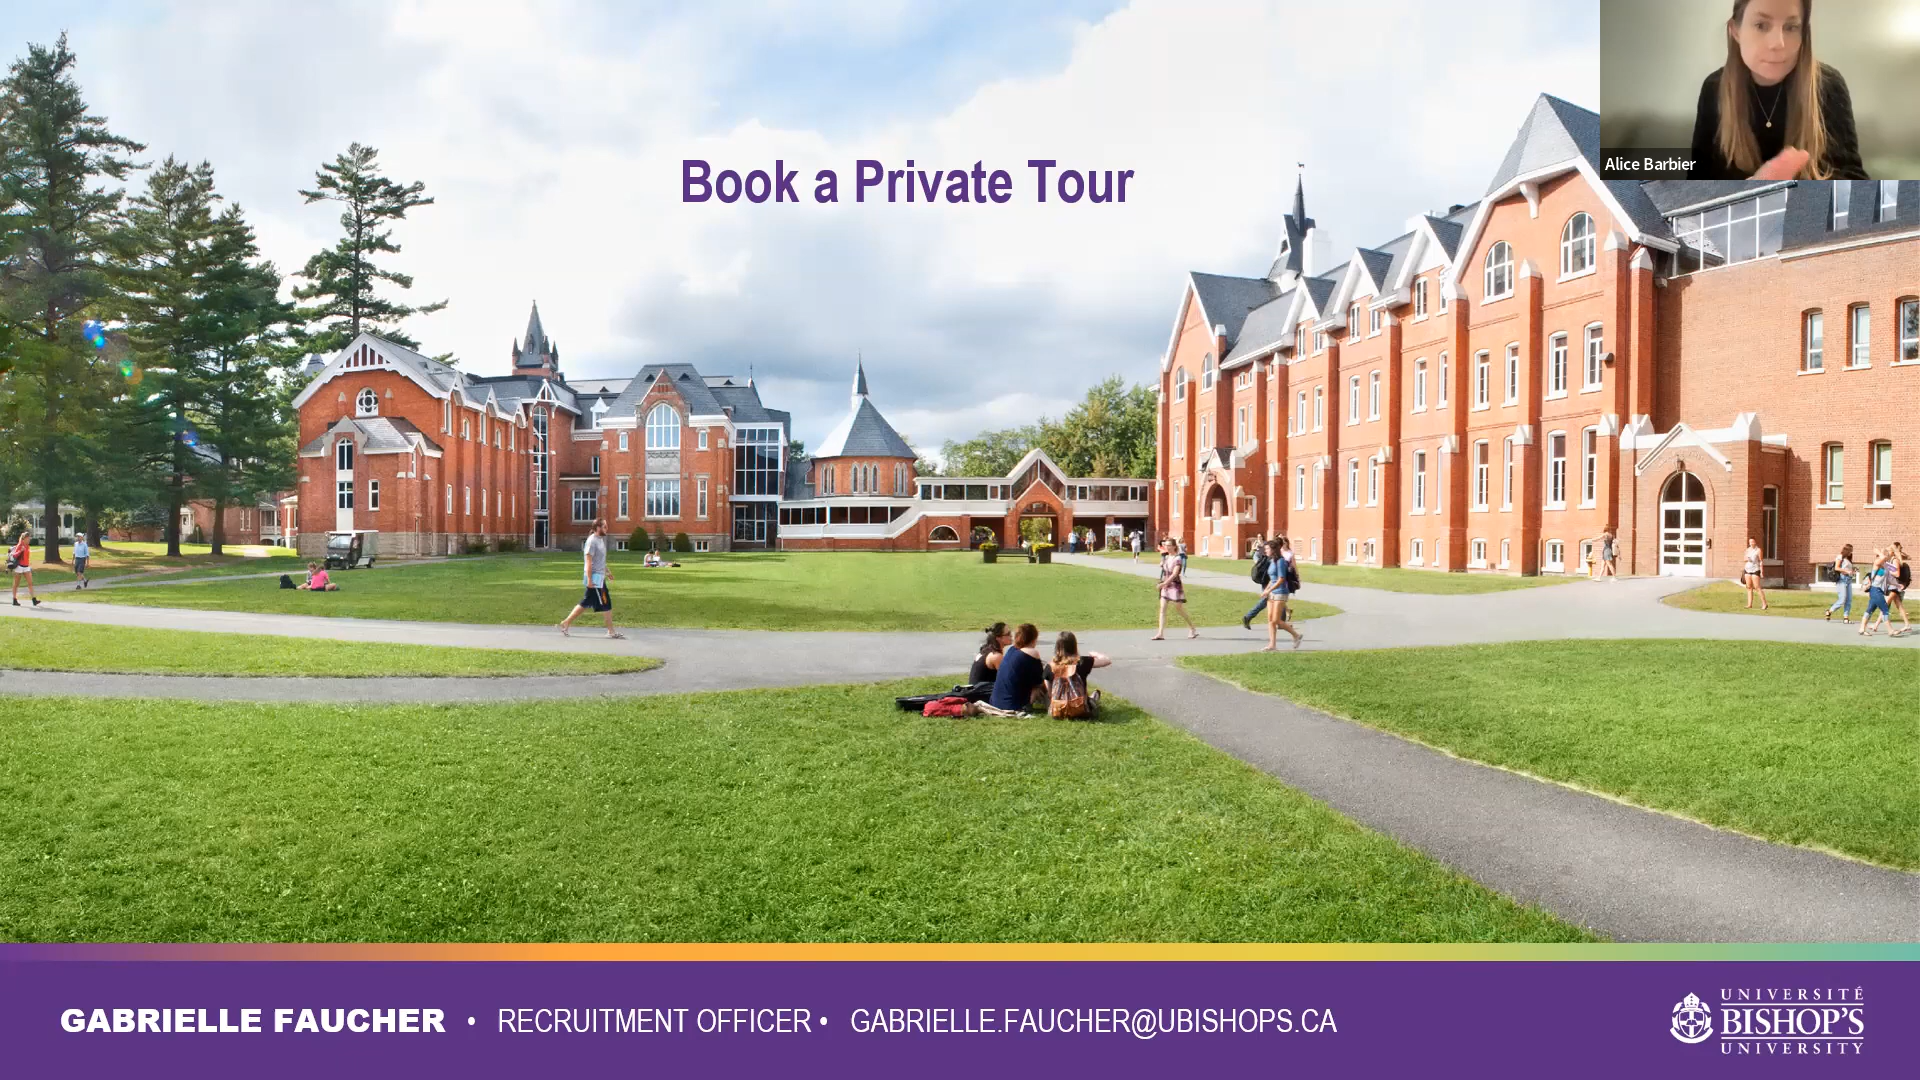 Book a Private Tour
Alice Barbier
GABRIELLE FAUCHER • RECRUITMENT OFFICER • GABRIELLE.FAUCHER@UBISHOPS.CA
UNIVERSITÉ
BISHOP'S
UNIVERSITY